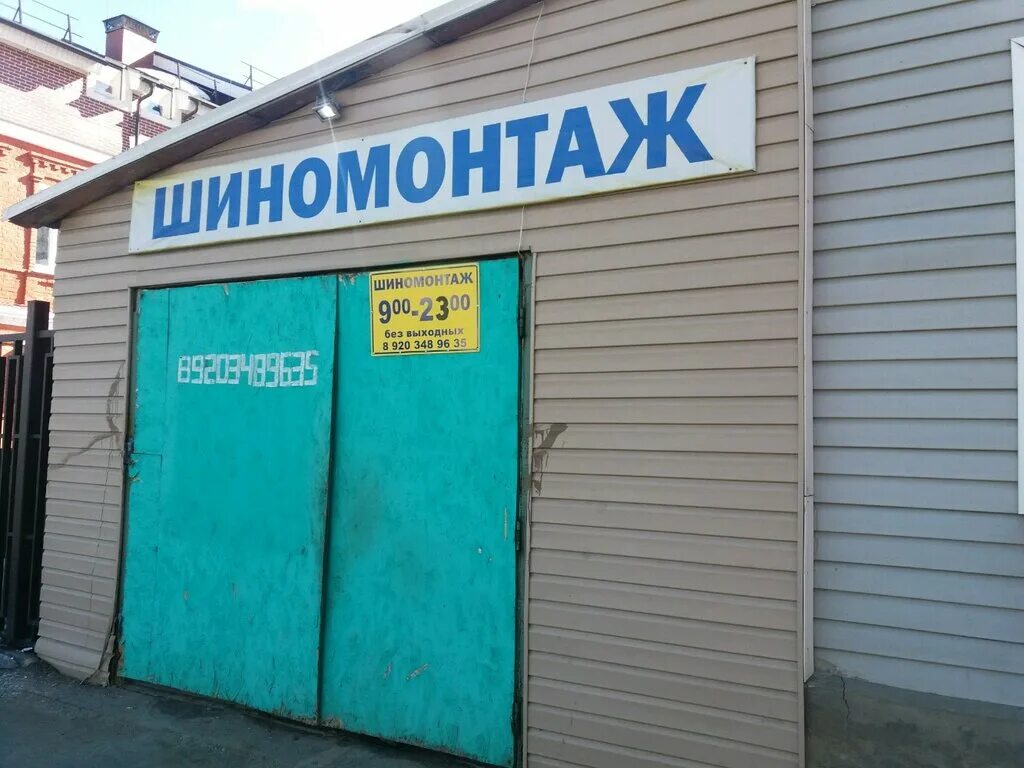 ШИНОМОНТАЖ
ШИНОМОНТАЖ
9⁰⁰-23⁰⁰
без выходных
8 920 348 96 35
89203489635